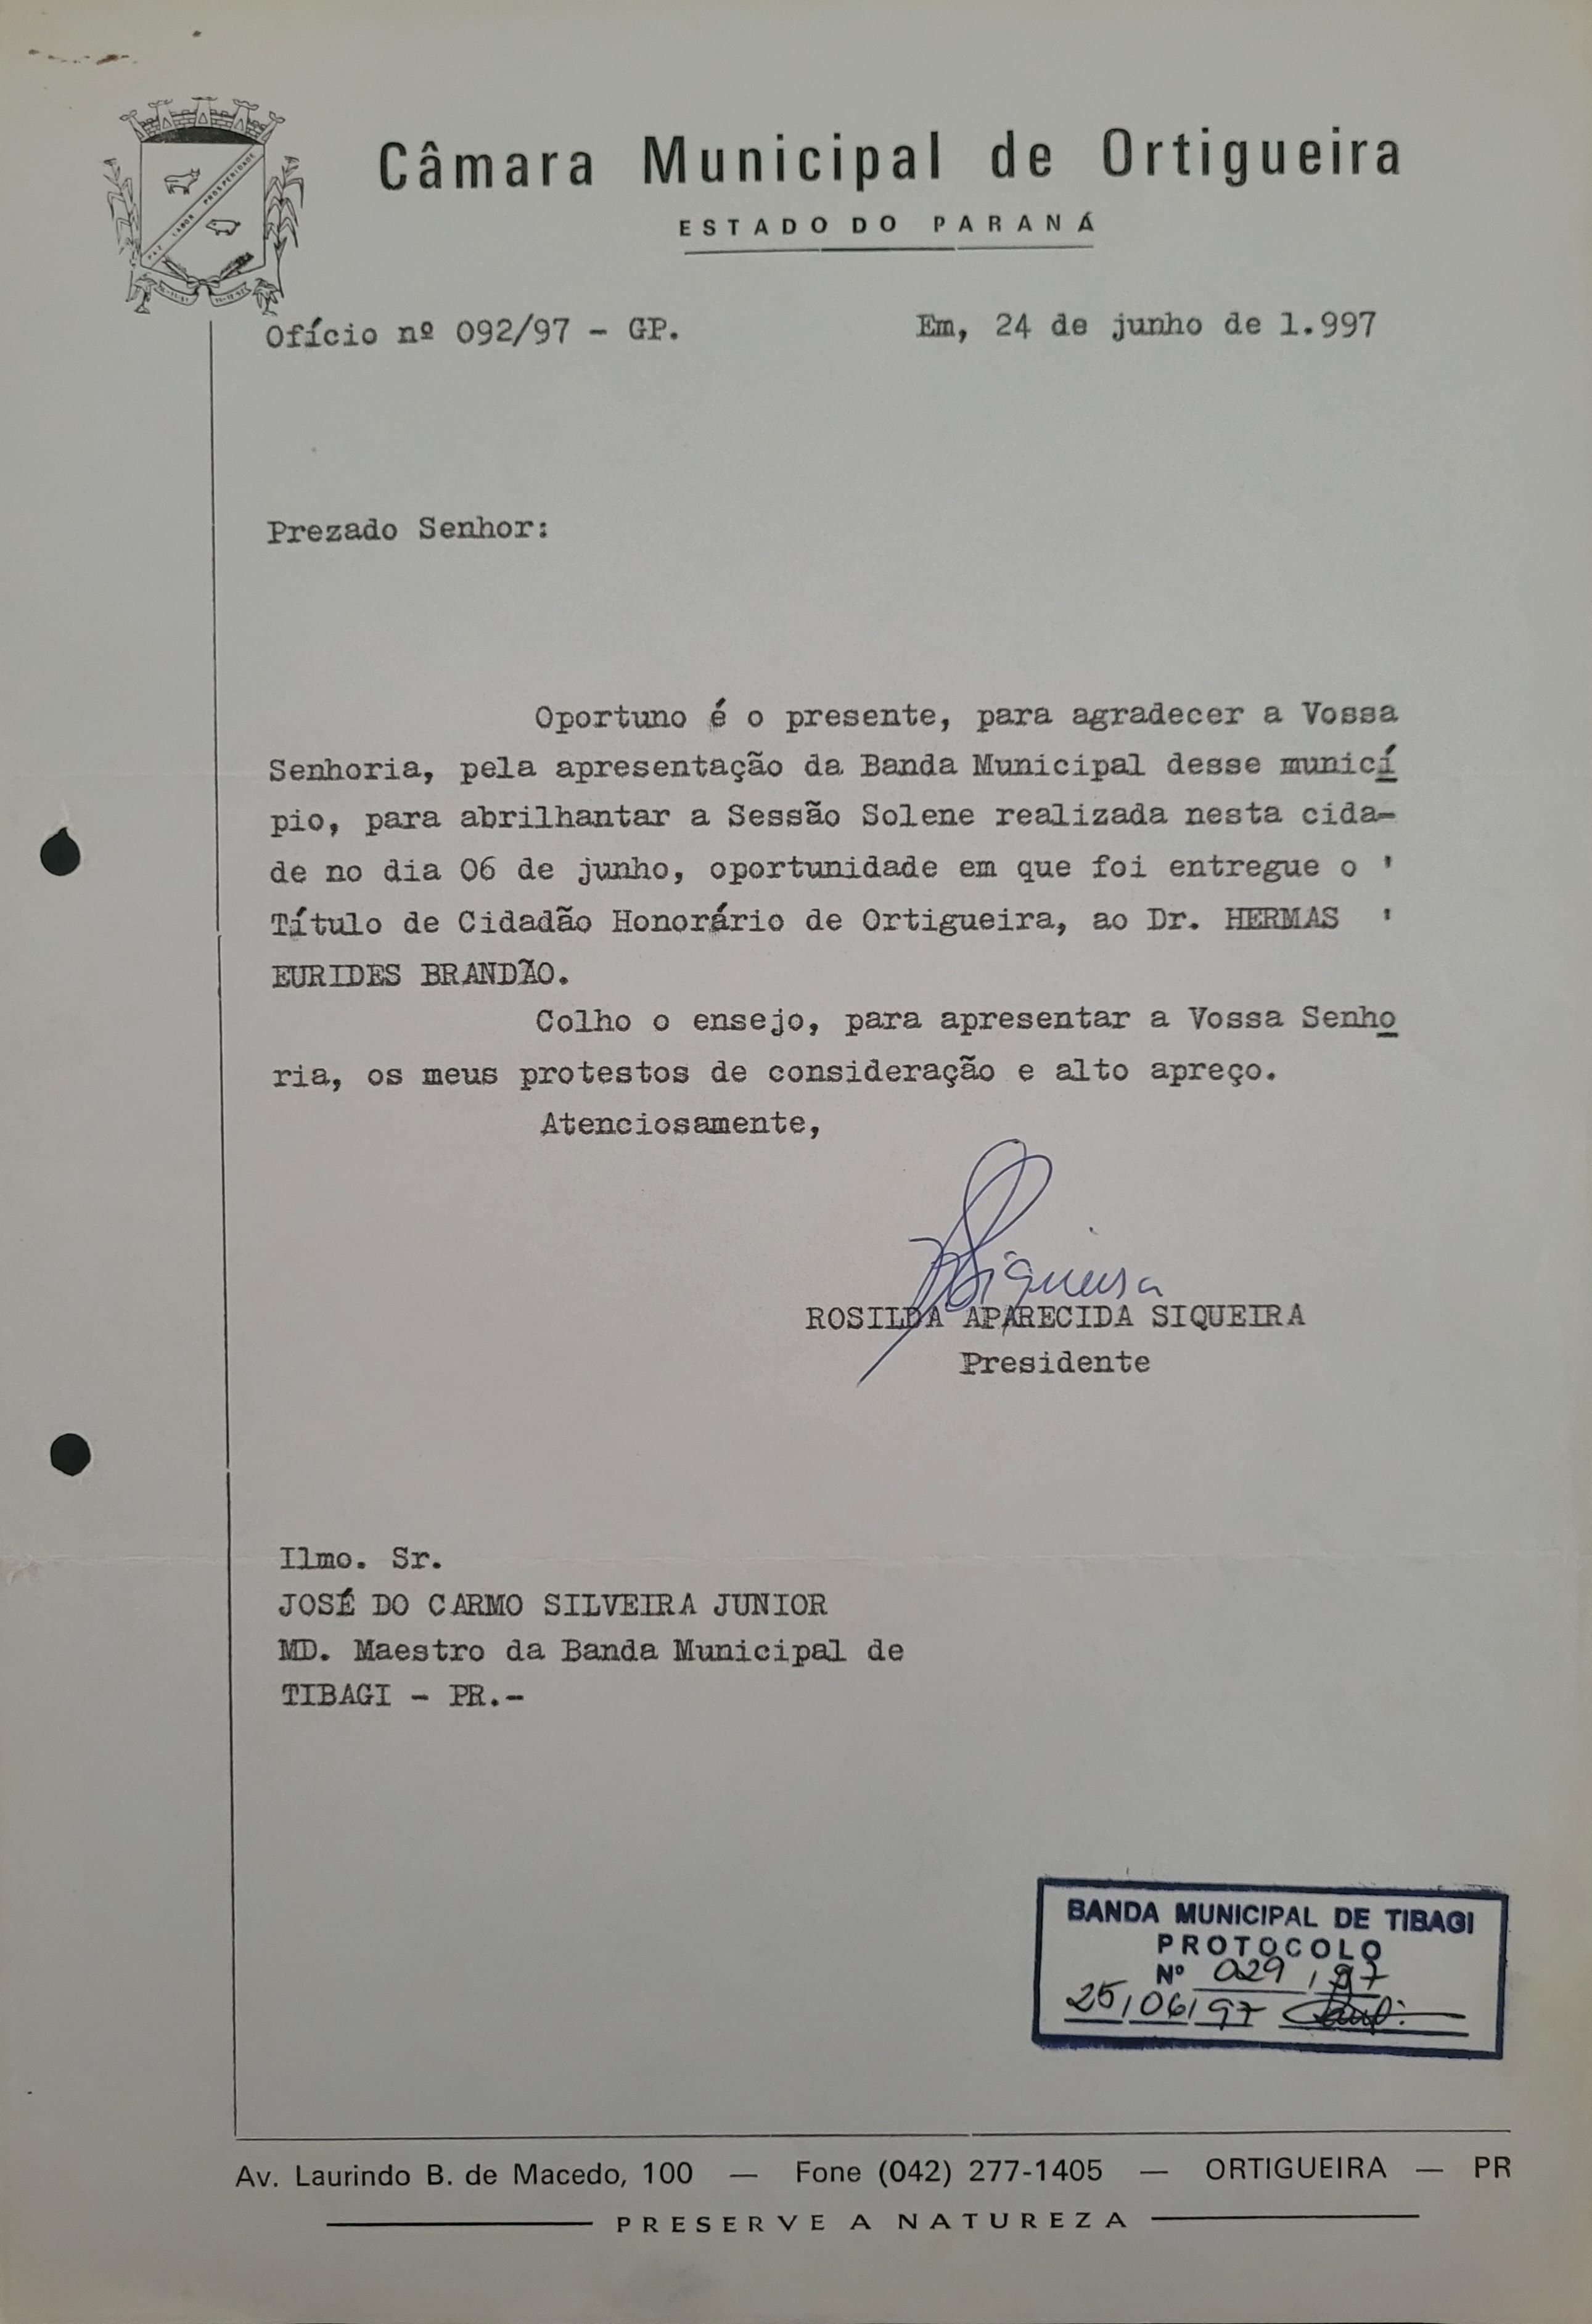 Câmara Municipal de Ortigueira
ESTADO DO PARANÁ
PAZ LABOR PROSPERIDADE
Ofício nº 092/97 - GP. Em, 24 de junho de 1.997
Prezado Senhor:
Oportuno é o presente, para agradecer a Vossa
Senhoria, pela apresentação da Banda Municipal desse municí
pio, para abrilhantar a Sessão Solene realizada nesta cida-
de no dia 06 de junho, oportunidade em que foi entregue o '
Título de Cidadão Honorário de Ortigueira, ao Dr. HERMAS '
EURIDES BRANDÃO.
Colho o ensejo, para apresentar a Vossa Senho
ria, os meus protestos de consideração e alto apreço.
Atenciosamente,
Siqueira
ROSILDA APARECIDA SIQUEIRA
Presidente
Ilmo. Sr.
JOSÉ DO CARMO SILVEIRA JUNIOR
MD. Maestro da Banda Municipal de
TIBAGI - PR.-
BANDA MUNICIPAL DE TIBAGI
PROTOCOLO
Nº 029 / 97
25/06/97
Av. Laurindo B. de Macedo, 100 — Fone (042) 277-1405 — ORTIGUEIRA — PR
PRESERVE A NATUREZA